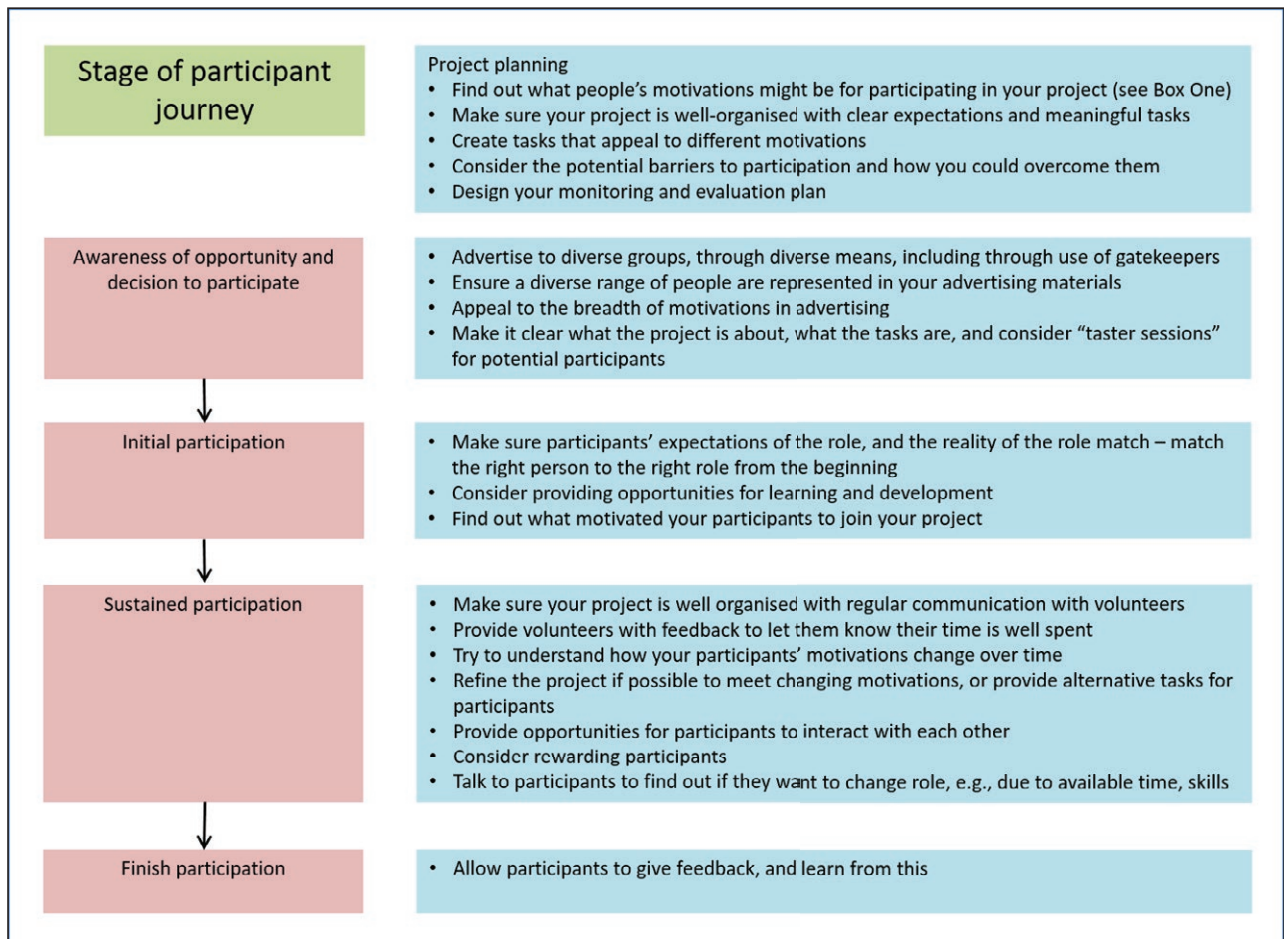 Stage of participant
journey
Project planning
• Find out what people’s motivations might be for participating in your project (see Box One)
• Make sure your project is well-organised with clear expectations and meaningful tasks
• Create tasks that appeal to different motivations
• Consider the potential barriers to participation and how you could overcome them
• Design your monitoring and evaluation plan
Awareness of opportunity and
decision to participate
• Advertise to diverse groups, through diverse means, including through use of gatekeepers
• Ensure a diverse range of people are represented in your advertising materials
• Appeal to the breadth of motivations in advertising
• Make it clear what the project is about, what the tasks are, and consider “taster sessions”
for potential participants
Initial participation
• Make sure participants’ expectations of the role, and the reality of the role match – match
the right person to the right role from the beginning
• Consider providing opportunities for learning and development
• Find out what motivated your participants to join your project
Sustained participation
• Make sure your project is well organised with regular communication with volunteers
• Provide volunteers with feedback to let them know their time is well spent
• Try to understand how your participants’ motivations change over time
• Refine the project if possible to meet changing motivations, or provide alternative tasks for
participants
• Provide opportunities for participants to interact with each other
• Consider rewarding participants
• Talk to participants to find out if they want to change role, e.g., due to available time, skills
Finish participation
• Allow participants to give feedback, and learn from this